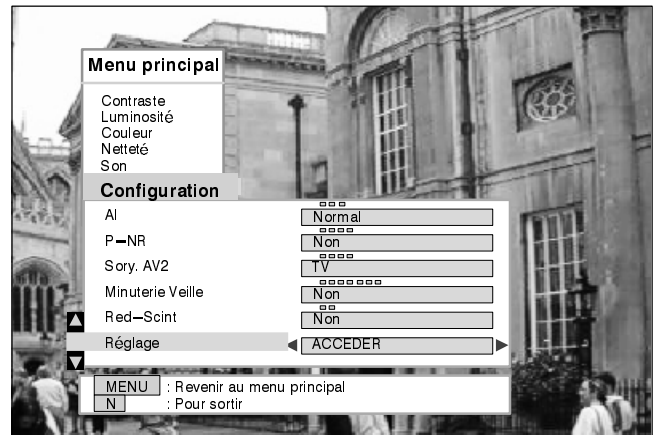 Menu principal
Contraste
Luminosité
Couleur
Netteté
Son
Configuration
AI Normal
P–NR Non
Sory. AV2 TV
Minuterie Veille Non
Red–Scint Non
Réglage ACCEDER
MENU : Revenir au menu principal
N : Pour sortir